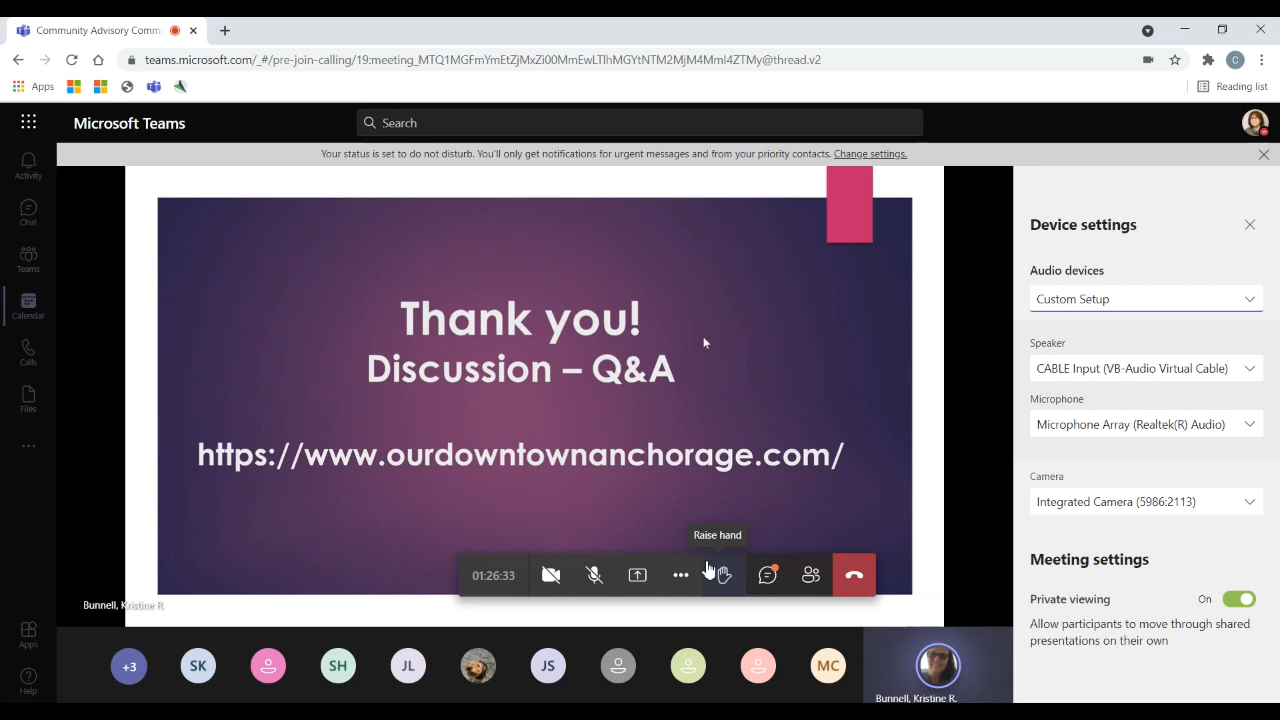 Community Advisory Comm
teams.microsoft.com/_#/pre-join-calling/19:meeting_MTQ1MGFmYmEtZjMxZi00MmEwLTlhMGYtNTM2MjM4MmI4ZTMy@thread.v2
Apps
Reading list
Microsoft Teams
Search
Your status is set to do not disturb. You'll only get notifications for urgent messages and from your priority contacts. Change settings.
Activity
Chat
Teams
Calendar
Calls
Files
Apps
Help
Thank you!
Discussion – Q&A
https://www.ourdowntownanchorage.com/
Raise hand
01:26:33
Bunnell, Kristine R.
+3
SK
SH
JL
JS
MC
Bunnell, Kristine R.
Device settings
Audio devices
Custom Setup
Speaker
CABLE Input (VB-Audio Virtual Cable)
Microphone
Microphone Array (Realtek(R) Audio)
Camera
Integrated Camera (5986:2113)
Meeting settings
Private viewing On
Allow participants to move through shared
presentations on their own
C